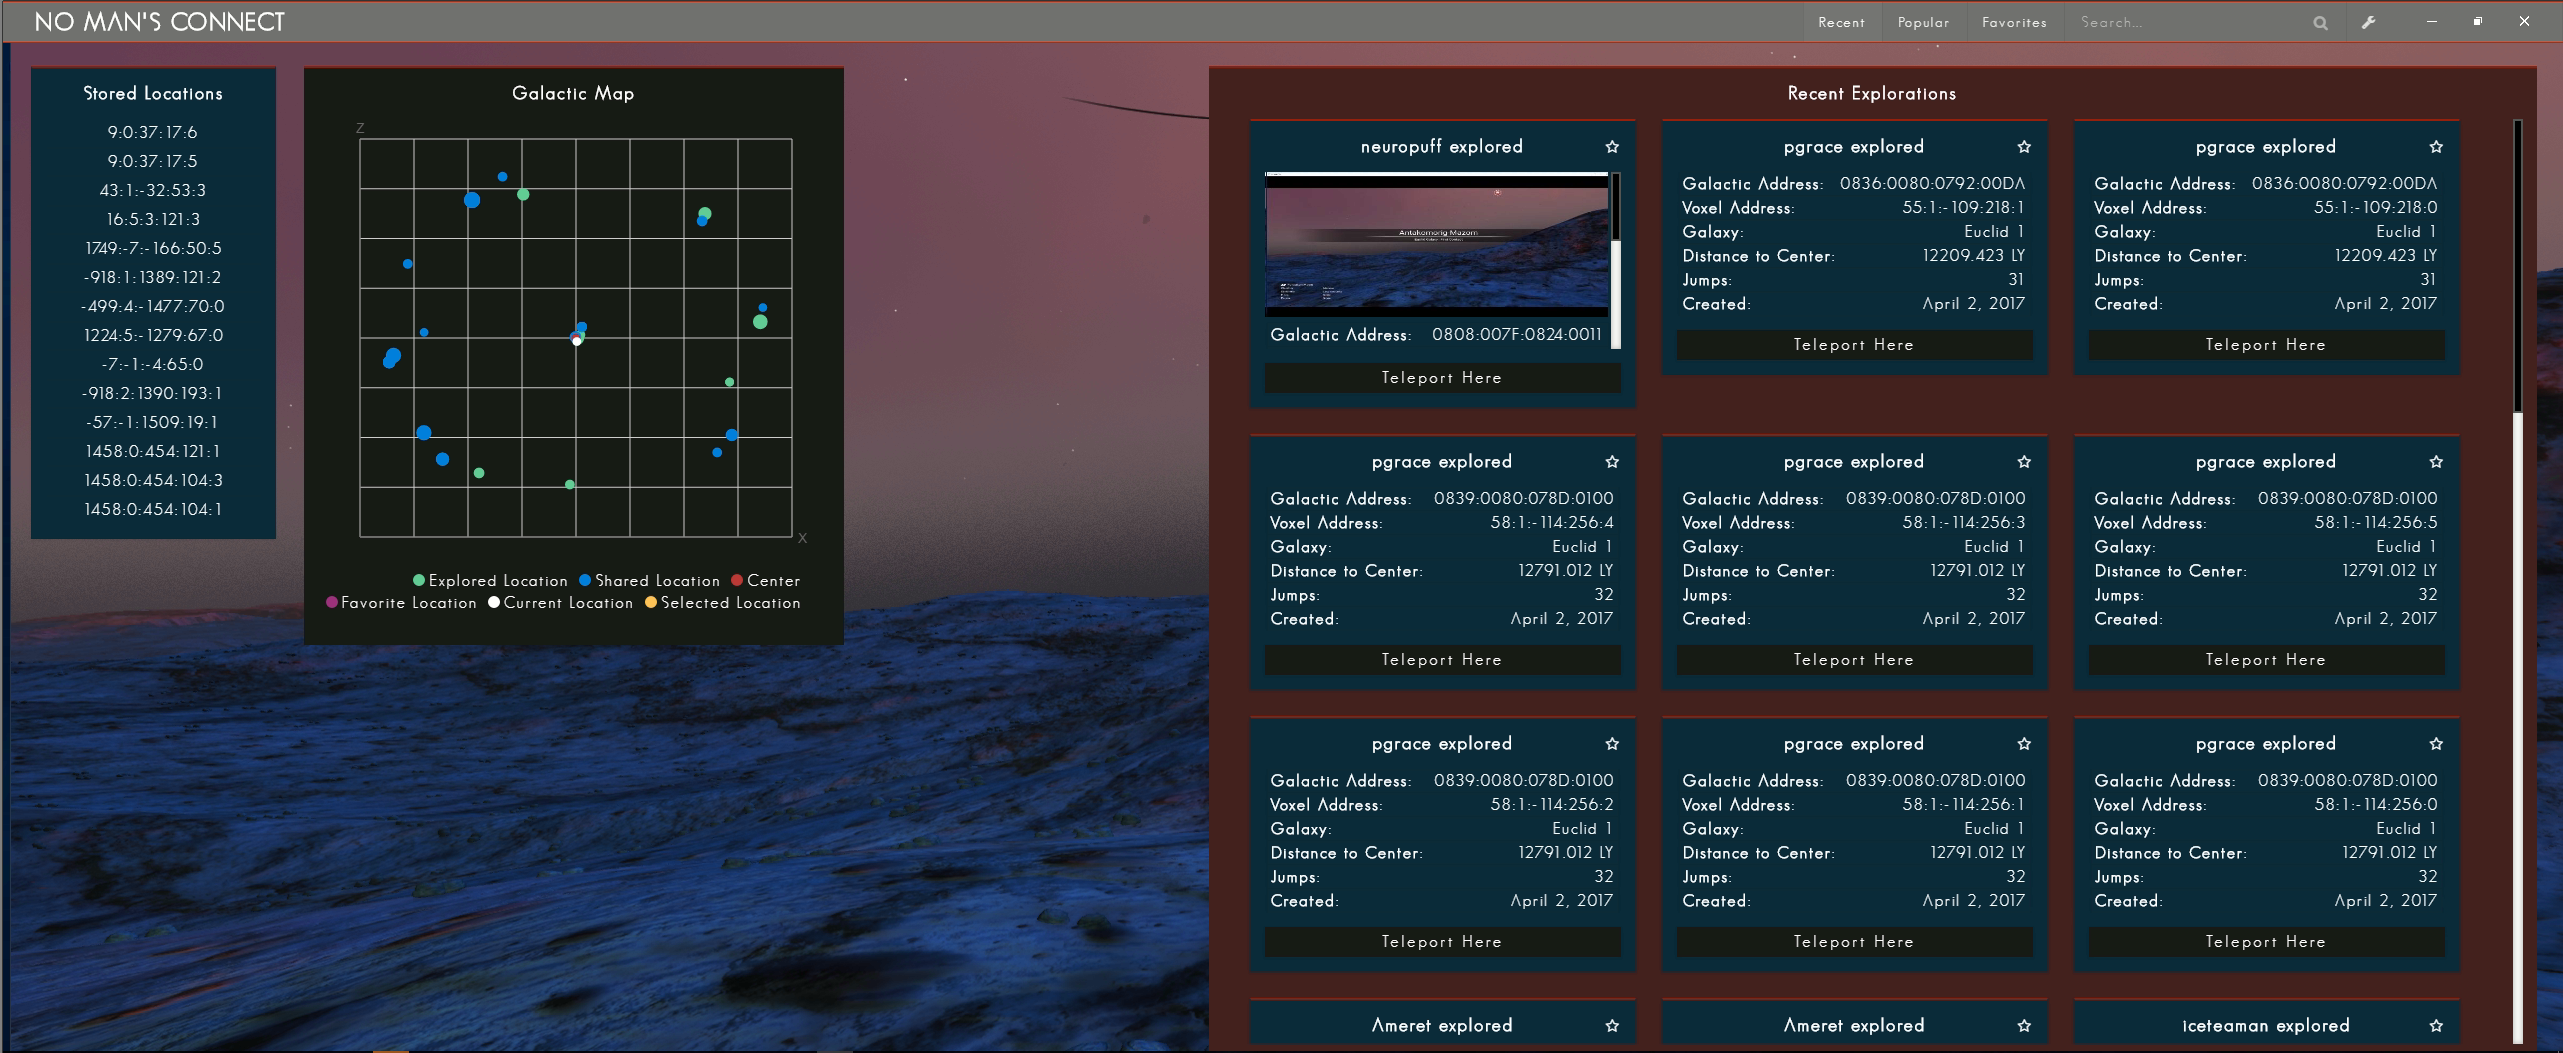 NO MAN'S CONNECT
Recent
Popular
Favorites
Search...
Stored Locations
9:0:37:17:6
9:0:37:17:5
43:1:-32:53:3
16:5:3:121:3
1749:-7:-166:50:5
-918:1:1389:121:2
-499:4:-1477:70:0
1224:5:-1279:67:0
-7:-1:-4:65:0
-918:2:1390:193:1
-57:-1:1509:19:1
1458:0:454:121:1
1458:0:454:104:3
1458:0:454:104:1
Galactic Map
Z
X
Explored Location Shared Location Center
Favorite Location Current Location Selected Location
Recent Explorations
neuropuff explored
Antakomorig Mazom
Galactic Address: 0808:007F:0824:0011
Teleport Here
pgrace explored
Galactic Address: 0836:0080:0792:00DA
Voxel Address: 55:1:-109:218:1
Galaxy: Euclid 1
Distance to Center: 12209.423 LY
Jumps: 31
Created: April 2, 2017
Teleport Here
pgrace explored
Galactic Address: 0836:0080:0792:00DA
Voxel Address: 55:1:-109:218:0
Galaxy: Euclid 1
Distance to Center: 12209.423 LY
Jumps: 31
Created: April 2, 2017
Teleport Here
pgrace explored
Galactic Address: 0839:0080:078D:0100
Voxel Address: 58:1:-114:256:4
Galaxy: Euclid 1
Distance to Center: 12791.012 LY
Jumps: 32
Created: April 2, 2017
Teleport Here
pgrace explored
Galactic Address: 0839:0080:078D:0100
Voxel Address: 58:1:-114:256:3
Galaxy: Euclid 1
Distance to Center: 12791.012 LY
Jumps: 32
Created: April 2, 2017
Teleport Here
pgrace explored
Galactic Address: 0839:0080:078D:0100
Voxel Address: 58:1:-114:256:5
Galaxy: Euclid 1
Distance to Center: 12791.012 LY
Jumps: 32
Created: April 2, 2017
Teleport Here
pgrace explored
Galactic Address: 0839:0080:078D:0100
Voxel Address: 58:1:-114:256:2
Galaxy: Euclid 1
Distance to Center: 12791.012 LY
Jumps: 32
Created: April 2, 2017
Teleport Here
pgrace explored
Galactic Address: 0839:0080:078D:0100
Voxel Address: 58:1:-114:256:1
Galaxy: Euclid 1
Distance to Center: 12791.012 LY
Jumps: 32
Created: April 2, 2017
Teleport Here
pgrace explored
Galactic Address: 0839:0080:078D:0100
Voxel Address: 58:1:-114:256:0
Galaxy: Euclid 1
Distance to Center: 12791.012 LY
Jumps: 32
Created: April 2, 2017
Teleport Here
Ameret explored
Ameret explored
iceteaman explored